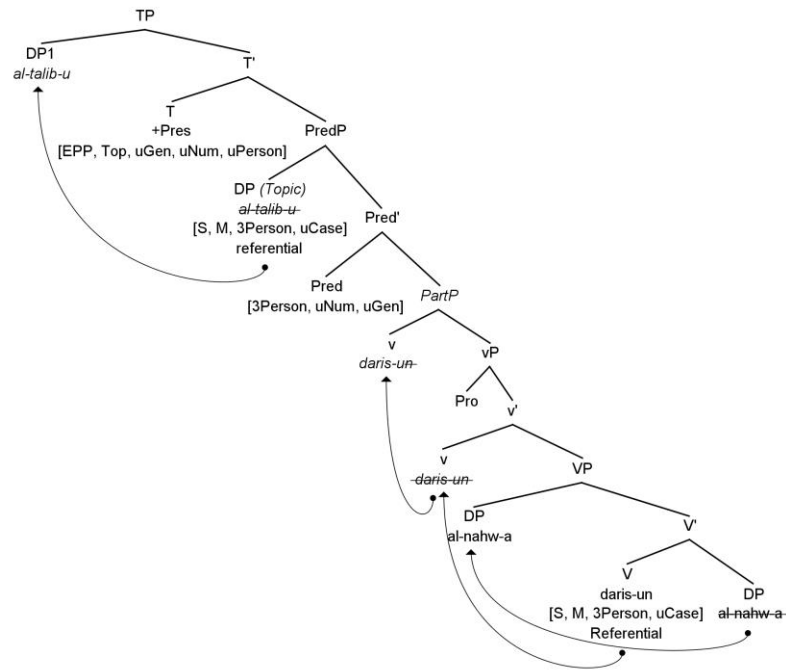 TP
DP1
al-talib-u
T'
T
+Pres
[EPP, Top, uGen, uNum, uPerson]
PredP
DP (Topic)
al-talib-u
[S, M, 3Person, uCase]
referential
Pred'
Pred
[3Person, uNum, uGen]
PartP
v
daris-un
vP
Pro
v'
v
daris-un
VP
DP
al-nahw-a
V'
V
daris-un
[S, M, 3Person, uCase]
Referential
DP
al-nahw-a